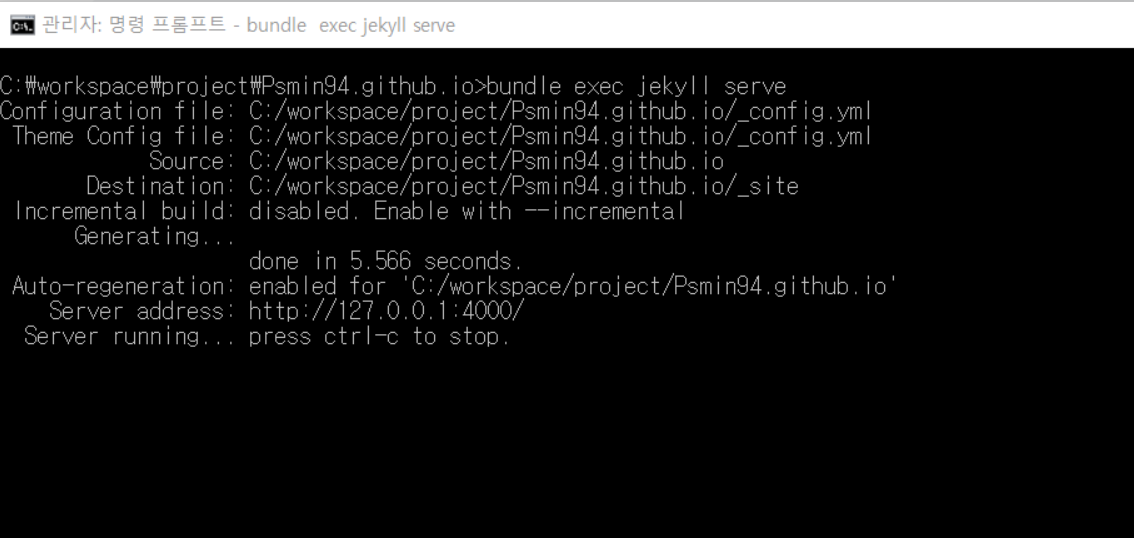 관리자: 명령 프롬프트 - bundle  exec jekyll serve
C:₩workspace₩project₩Psmin94.github.io>bundle exec jekyll serve
Configuration file: C:/workspace/project/Psmin94.github.io/_config.yml
Theme Config file: C:/workspace/project/Psmin94.github.io/_config.yml
Source: C:/workspace/project/Psmin94.github.io
Destination: C:/workspace/project/Psmin94.github.io/_site
Incremental build: disabled. Enable with --incremental
Generating...
done in 5.566 seconds.
Auto-regeneration: enabled for 'C:/workspace/project/Psmin94.github.io'
Server address: http://127.0.0.1:4000/
Server running... press ctrl-c to stop.